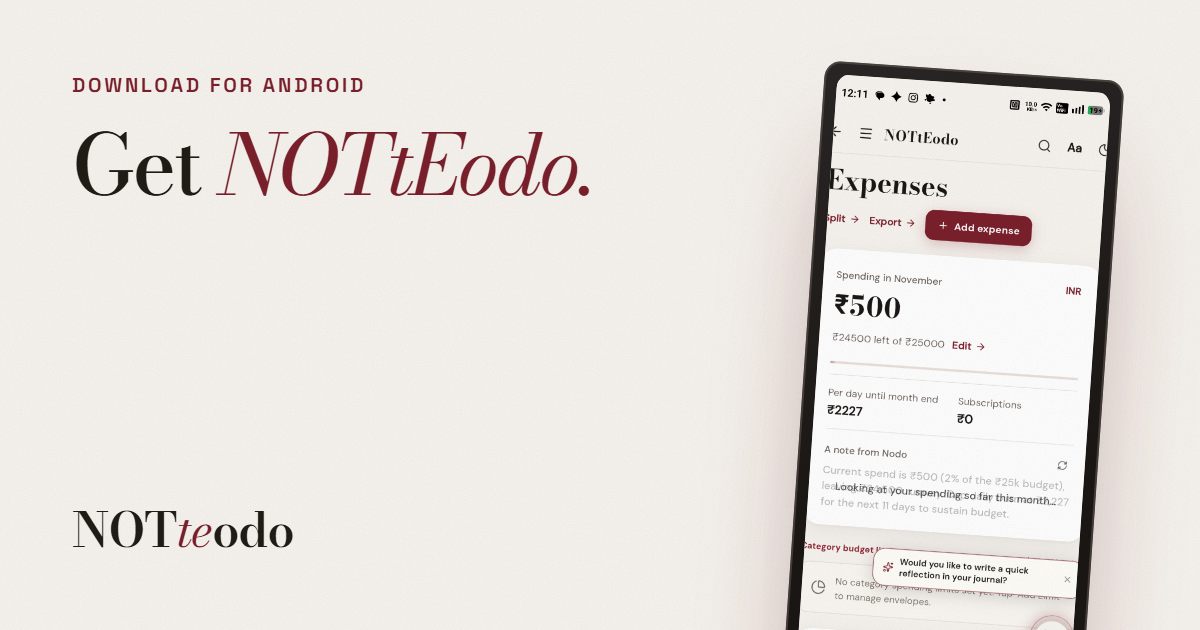 DOWNLOAD FOR ANDROID
Get NOTtEodo.
NOTteodo
12:11
NOTtEodo
Aa
Expenses
Split → Export → + Add expense
Spending in November
INR
₹500
₹24500 left of ₹25000 Edit →
Per day until month end
Subscriptions
₹2227
₹0
A note from Nodo
Current spend is ₹500 (2% of the ₹25k budget),
Looking at your spending so far this month...
for the next 11 days to sustain budget.
Category budget
Would you like to write a quick
reflection in your journal?
No category spending limits set yet. Tap
to manage envelopes.